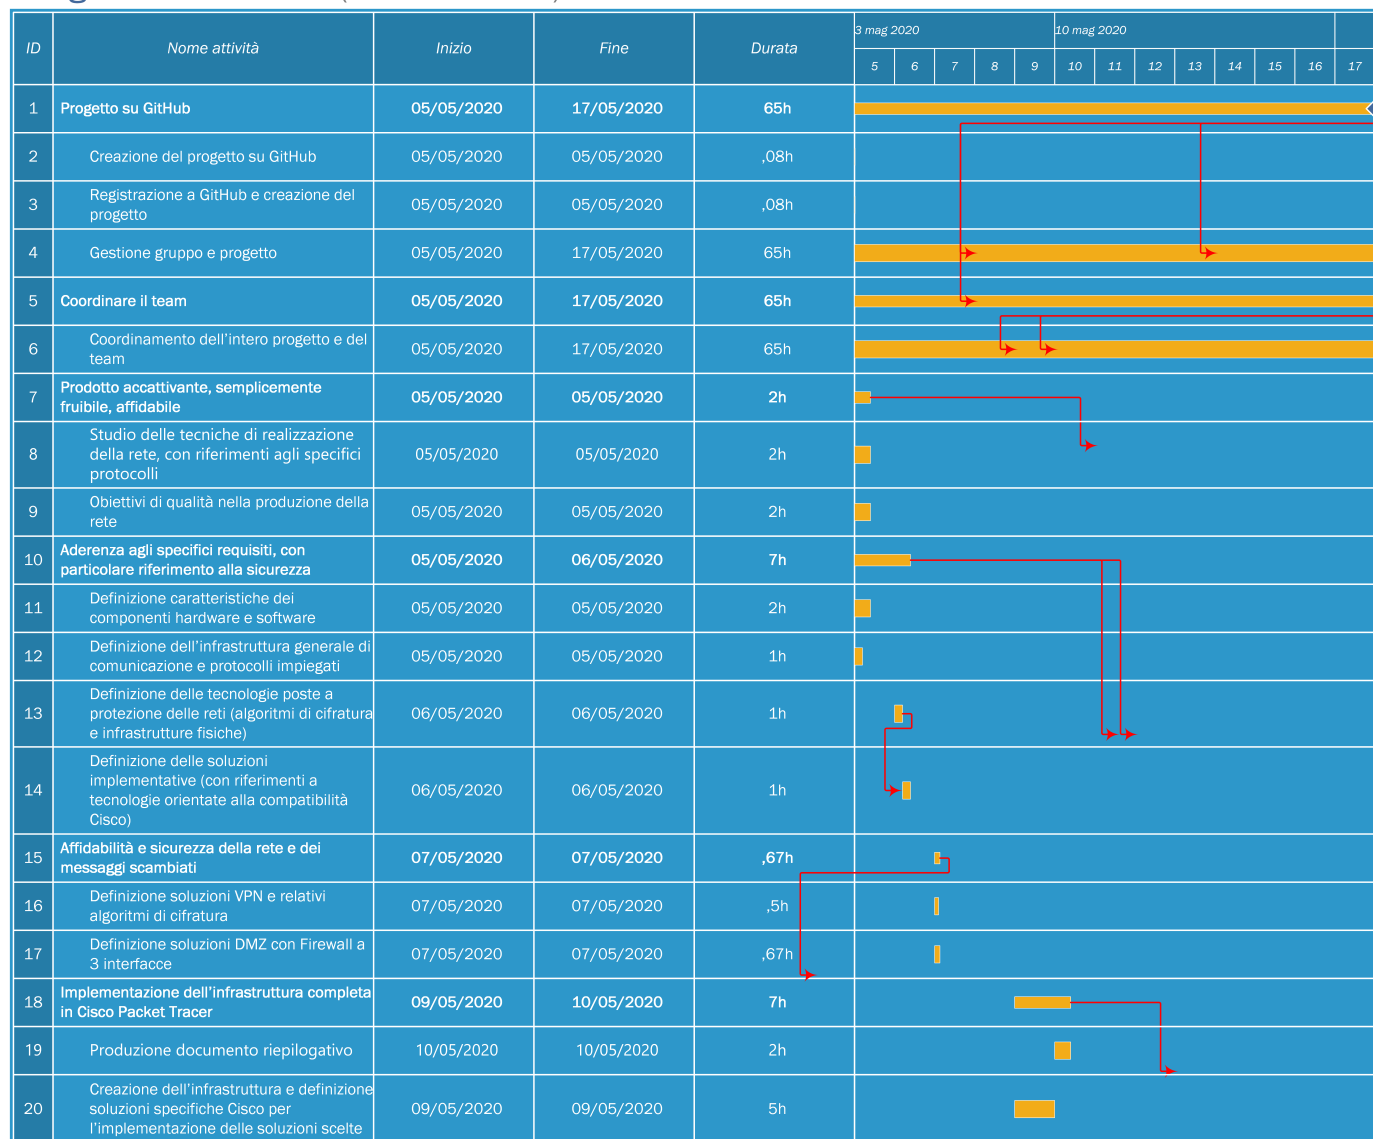 ID Nome attività Inizio Fine Durata 3 mag 2020 10 mag 2020
5 6 7 8 9 10 11 12 13 14 15 16 17
1 Progetto su GitHub 05/05/2020 17/05/2020 65h
2 Creazione del progetto su GitHub 05/05/2020 05/05/2020 ,08h
3 Registrazione a GitHub e creazione del
progetto 05/05/2020 05/05/2020 ,08h
4 Gestione gruppo e progetto 05/05/2020 17/05/2020 65h
5 Coordinare il team 05/05/2020 17/05/2020 65h
6 Coordinamento dell'intero progetto e del
team 05/05/2020 17/05/2020 65h
7 Prodotto accattivante, semplicemente
fruibile, affidabile 05/05/2020 05/05/2020 2h
8 Studio delle tecniche di realizzazione
della rete, con riferimenti agli specifici
protocolli 05/05/2020 05/05/2020 2h
9 Obiettivi di qualità nella produzione della
rete 05/05/2020 05/05/2020 2h
10 Aderenza agli specifici requisiti, con
particolare riferimento alla sicurezza 05/05/2020 06/05/2020 7h
11 Definizione caratteristiche dei
componenti hardware e software 05/05/2020 05/05/2020 2h
12 Definizione dell'infrastruttura generale di
comunicazione e protocolli impiegati 05/05/2020 05/05/2020 1h
13 Definizione delle tecnologie poste a
protezione delle reti (algoritmi di cifratura
e infrastrutture fisiche) 06/05/2020 06/05/2020 1h
14 Definizione delle soluzioni
implementative (con riferimenti a
tecnologie orientate alla compatibilità
Cisco) 06/05/2020 06/05/2020 1h
15 Affidabilità e sicurezza della rete e dei
messaggi scambiati 07/05/2020 07/05/2020 ,67h
16 Definizione soluzioni VPN e relativi
algoritmi di cifratura 07/05/2020 07/05/2020 ,5h
17 Definizione soluzioni DMZ con Firewall a
3 interfacce 07/05/2020 07/05/2020 ,67h
18 Implementazione dell'infrastruttura completa
in Cisco Packet Tracer 09/05/2020 10/05/2020 7h
19 Produzione documento riepilogativo 10/05/2020 10/05/2020 2h
20 Creazione dell'infrastruttura e definizione
soluzioni specifiche Cisco per
l'implementazione delle soluzioni scelte 09/05/2020 09/05/2020 5h